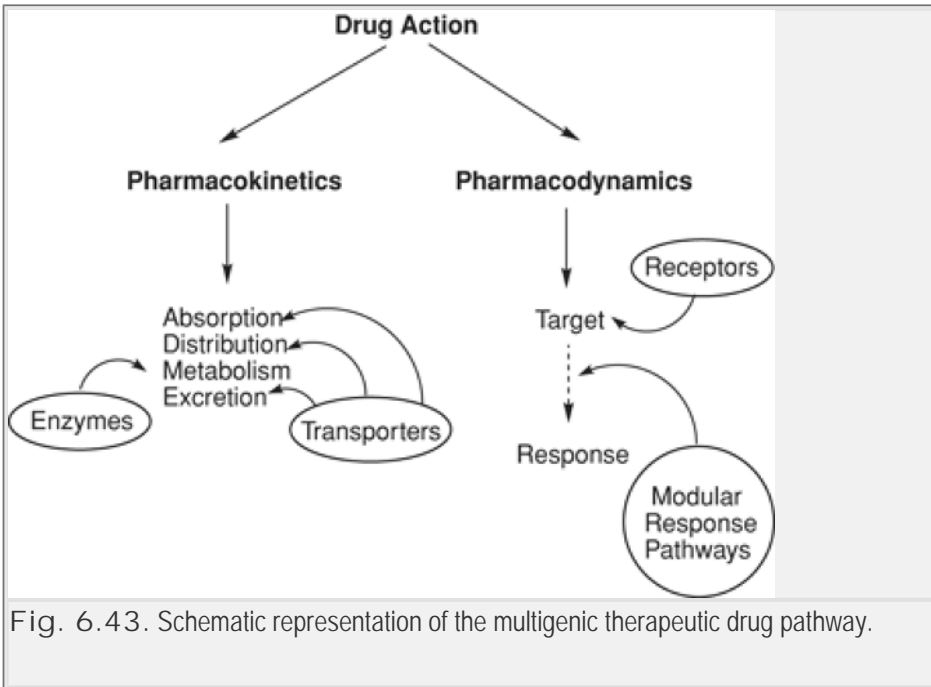 Drug Action
Pharmacokinetics
Pharmacodynamics
Receptors
Absorption
Distribution
Metabolism
Excretion
Target
Enzymes
Transporters
Response
Modular
Response
Pathways
Fig. 6.43. Schematic representation of the multigenic therapeutic drug pathway.